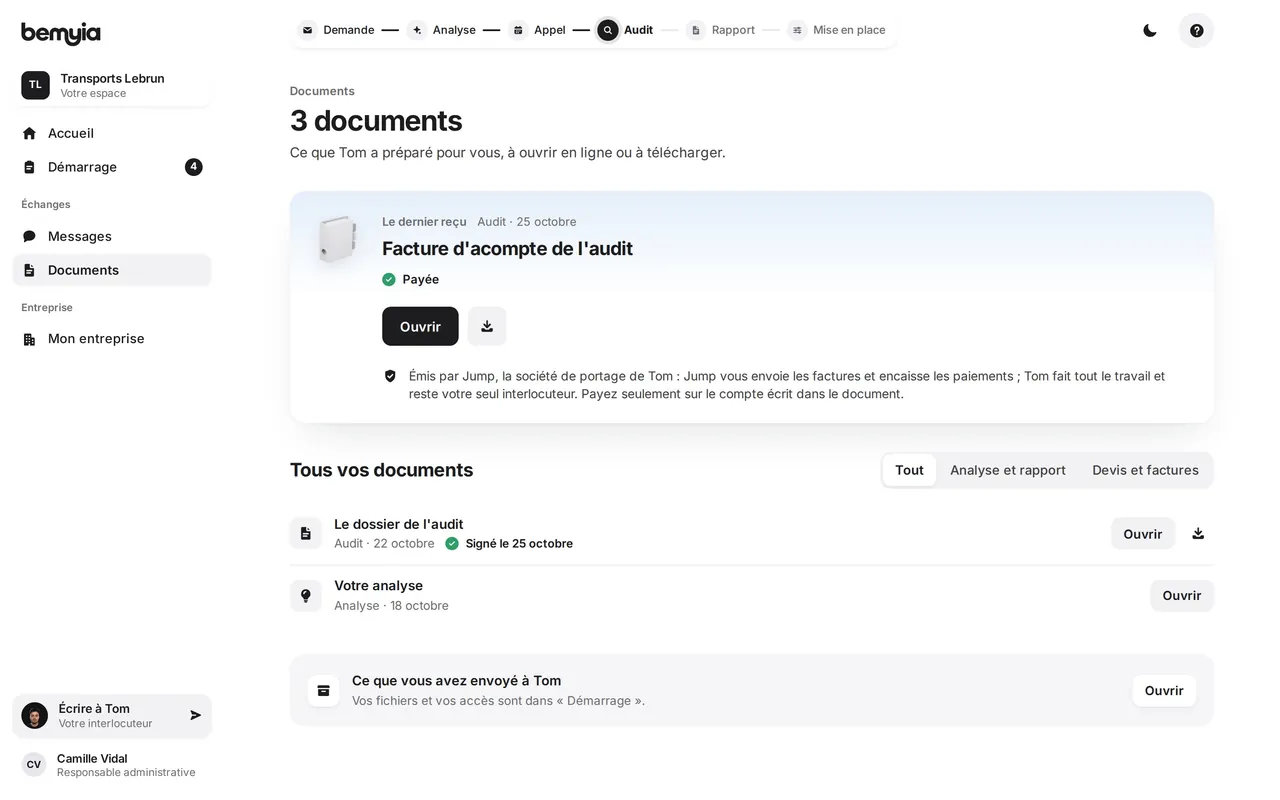 bemyia
Demande
Analyse
Appel
Audit
Rapport
Mise en place
TL
Transports Lebrun
Votre espace
Accueil
Démarrage
4
Échanges
Messages
Documents
Entreprise
Mon entreprise
Écrire à Tom
Votre interlocuteur
CV
Camille Vidal
Responsable administrative
Documents
3 documents
Ce que Tom a préparé pour vous, à ouvrir en ligne ou à télécharger.
Le dernier reçu Audit · 25 octobre
Facture d'acompte de l'audit
Payée
Ouvrir
Émis par Jump, la société de portage de Tom : Jump vous envoie les factures et encaisse les paiements ; Tom fait tout le travail et
reste votre seul interlocuteur. Payez seulement sur le compte écrit dans le document.
Tous vos documents
Tout
Analyse et rapport
Devis et factures
Le dossier de l'audit
Audit · 22 octobre Signé le 25 octobre
Ouvrir
Votre analyse
Analyse · 18 octobre
Ouvrir
Ce que vous avez envoyé à Tom
Vos fichiers et vos accès sont dans « Démarrage ».
Ouvrir